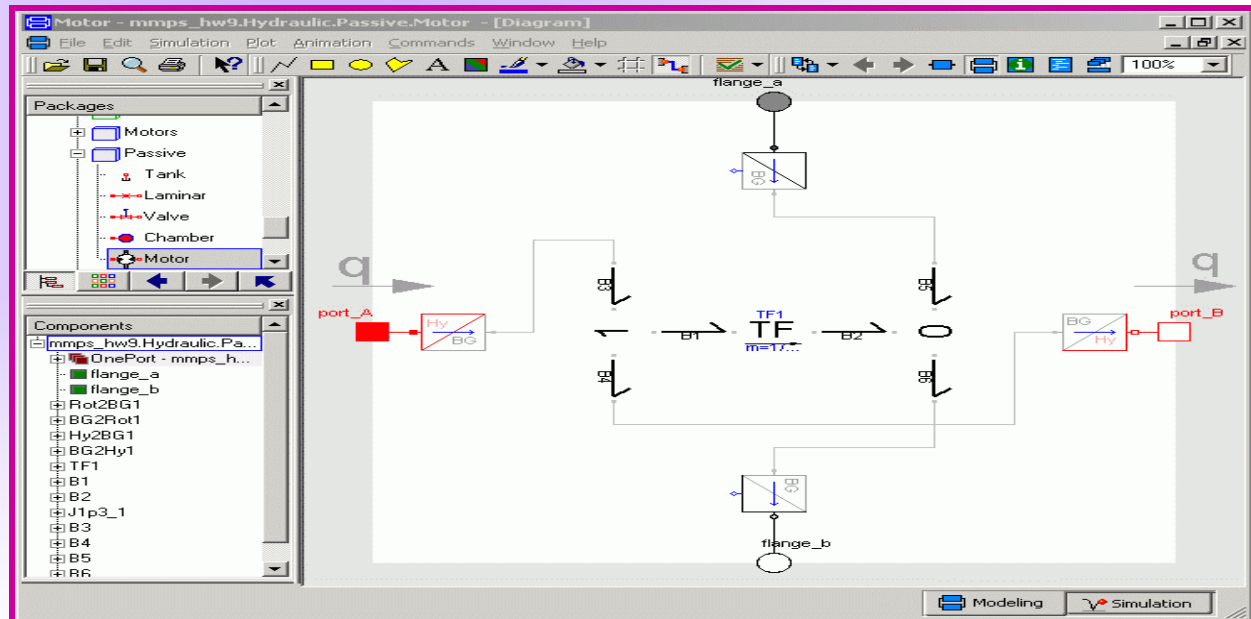 Motor - mmps_hw9.Hydraulic.Passive.Motor - [Diagram]
File Edit Simulation Plot Animation Commands Window Help
100%
Packages
Motors
Passive
Tank
Laminar
Valve
Chamber
Motor
Components
mmps_hw9.Hydraulic.Pa...
OnePort - mmps_h...
flange_a
flange_b
Rot2BG1
BG2Rot1
Hy2BG1
BG2Hy1
TF1
B1
B2
J1p3_1
B3
B4
B5
B6
flange_a
BG
q
q
B3
B5
port_A
Hy
BG
1
B1
TF1
TF
m=1/...
B2
0
BG
Hy
port_B
B4
B6
BG
flange_b
Modeling
Simulation